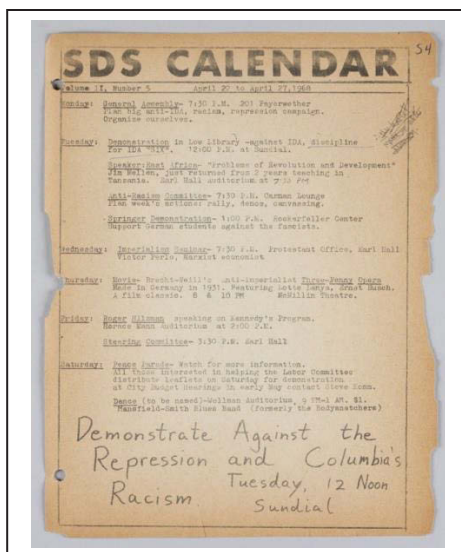 SDS CALENDAR
54
Volume II, Number 5 April 20 to April 27, 1968
Monday: General Assembly- 7:30 P.M. 203 Payerwether
Plan big anti-IDA, racism, repression campaign.
Organize ourselves.
Tuesday: Demonstration in Low Library -against IDA, discipline
for IDA "SIX". 12:00 P.M. at Sundial.
Speaker:East Africa- "Problems of Revolution and Development"
Jim Mellen, just returned from 2 years teaching in
Tanzania. Earl Hall Auditorium at 7:30 PM
Anti-Racism Committee- 7:30 P.M. Carman Lounge
Plan week's actions: rally, demos, canvassing.
Springer Demonstration- 1:00 P.M. Rockerfeller Center
Support German students against the fascists.
Wednesday: Imperialism Seminar- 7:30 P.M. Protestant Office, Earl Hall
Victor Perlo, Marxist economist
Thursday: Movie- Brecht-Weill's Anti-Imperialist Three-Penny Opera
Made in Germany in 1931. Featuring Lotte Lenya, Ernst Busch.
A film classic. 8 & 10 PM McMillin Theatre.
Friday: Roger Hilsman speaking on Kennedy's Program.
Horace Mann Auditorium at 2:00 P.M.
Steering Committee- 3:30 P.M. Earl Hall
Saturday: Peace Parade- Watch for more information.
All those interested in helping the Labor Committee
distribute leaflets on Saturday for demonstration
at City Budget Hearings in early May contact Steve
Dance (to be named)-Wollman Auditorium, 9 PM-1 AM. $1.
Mansfield-Smith Blues Band (formerly the Bodysnatchers)
Demonstrate Against the
Repression and Columbia's
Racism Tuesday, 12 Noon
Sundial